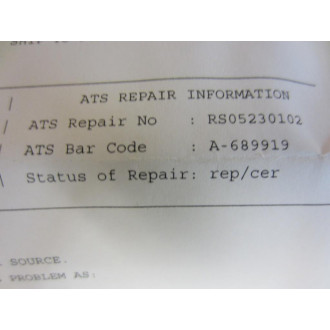 ATS REPAIR INFORMATION
ATS Repair No : RS05230102
ATS Bar Code : A-689919
Status of Repair: rep/cer
SOURCE.
PROBLEM AS: